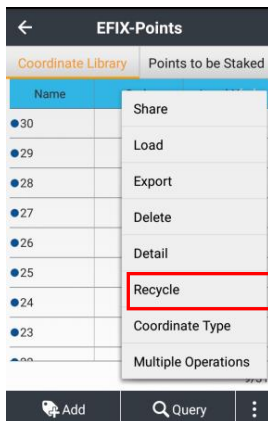 EFIX-Points
Coordinate Library Points to be Staked
Name
30
29
28
27
26
25
24
23
Share
Load
Export
Delete
Detail
Recycle
Coordinate Type
Multiple Operations
Add Query